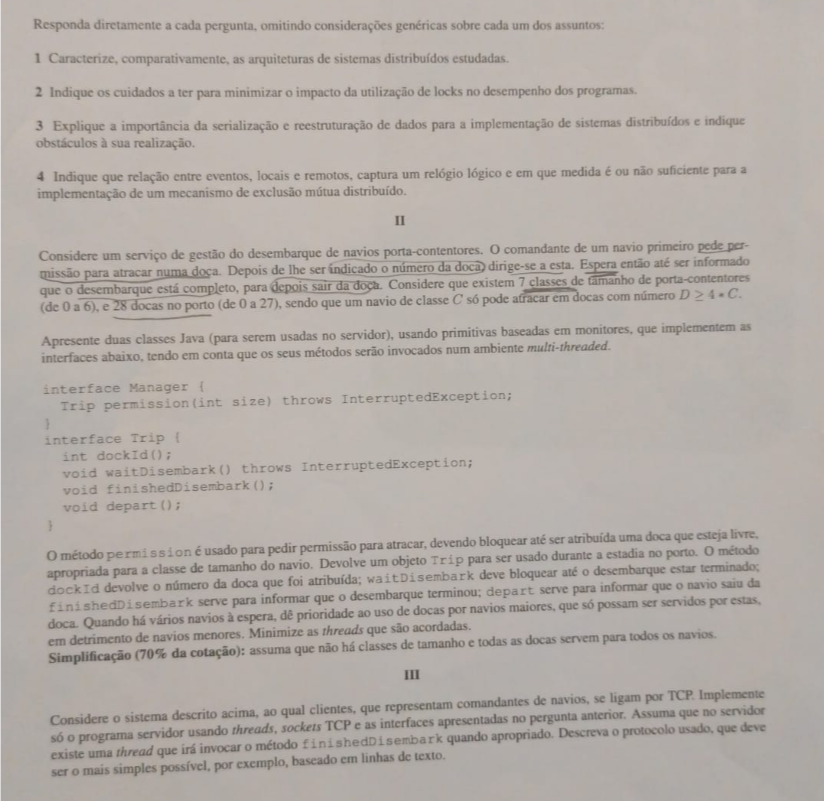 Responda diretamente a cada pergunta, omitindo considerações genéricas sobre cada um dos assuntos:
1 Caracterize, comparativamente, as arquiteturas de sistemas distribuídos estudadas.
2 Indique os cuidados a ter para minimizar o impacto da utilização de locks no desempenho dos programas.
3 Explique a importância da serialização e reestruturação de dados para a implementação de sistemas distribuídos e indique
obstáculos à sua realização.
4 Indique que relação entre eventos, locais e remotos, captura um relógio lógico e em que medida é ou não suficiente para a
implementação de um mecanismo de exclusão mútua distribuído.
II
Considere um serviço de gestão do desembarque de navios porta-contentores. O comandante de um navio primeiro pede per-
missão para atracar numa doca. Depois de lhe ser indicado o número da doca, dirige-se a esta. Espera então até ser informado
que o desembarque está completo, para depois sair da doca. Considere que existem 7 classes de tamanho de porta-contentores
(de 0 a 6), e 28 docas no porto (de 0 a 27), sendo que um navio de classe C só pode atracar em docas com número D ≥ 4 * C.
Apresente duas classes Java (para serem usadas no servidor), usando primitivas baseadas em monitores, que implementem as
interfaces abaixo, tendo em conta que os seus métodos serão invocados num ambiente multi-threaded.
interface Manager {
Trip permission(int size) throws InterruptedException;
}
interface Trip {
int dockId();
void waitDisembark() throws InterruptedException;
void finishedDisembark();
void depart();
}
O método permission é usado para pedir permissão para atracar, devendo bloquear até ser atribuída uma doca que esteja livre,
apropriada para a classe de tamanho do navio. Devolve um objeto Trip para ser usado durante a estadia no porto. O método
dockId devolve o número da doca que foi atribuída; waitDisembark deve bloquear até o desembarque estar terminado;
finishedDisembark serve para informar que o desembarque terminou; depart serve para informar que o navio saiu da
doca. Quando há vários navios à espera, dê prioridade ao uso de docas por navios maiores, que só possam ser servidos por estas,
em detrimento de navios menores. Minimize as threads que são acordadas.
Simplificação (70% da cotação): assuma que não há classes de tamanho e todas as docas servem para todos os navios.
III
Considere o sistema descrito acima, ao qual clientes, que representam comandantes de navios, se ligam por TCP. Implemente
só o programa servidor usando threads, sockets TCP e as interfaces apresentadas no pergunta anterior. Assuma que no servidor
existe uma thread que irá invocar o método finishedDisembark quando apropriado. Descreva o protocolo usado, que deve
ser o mais simples possível, por exemplo, baseado em linhas de texto.